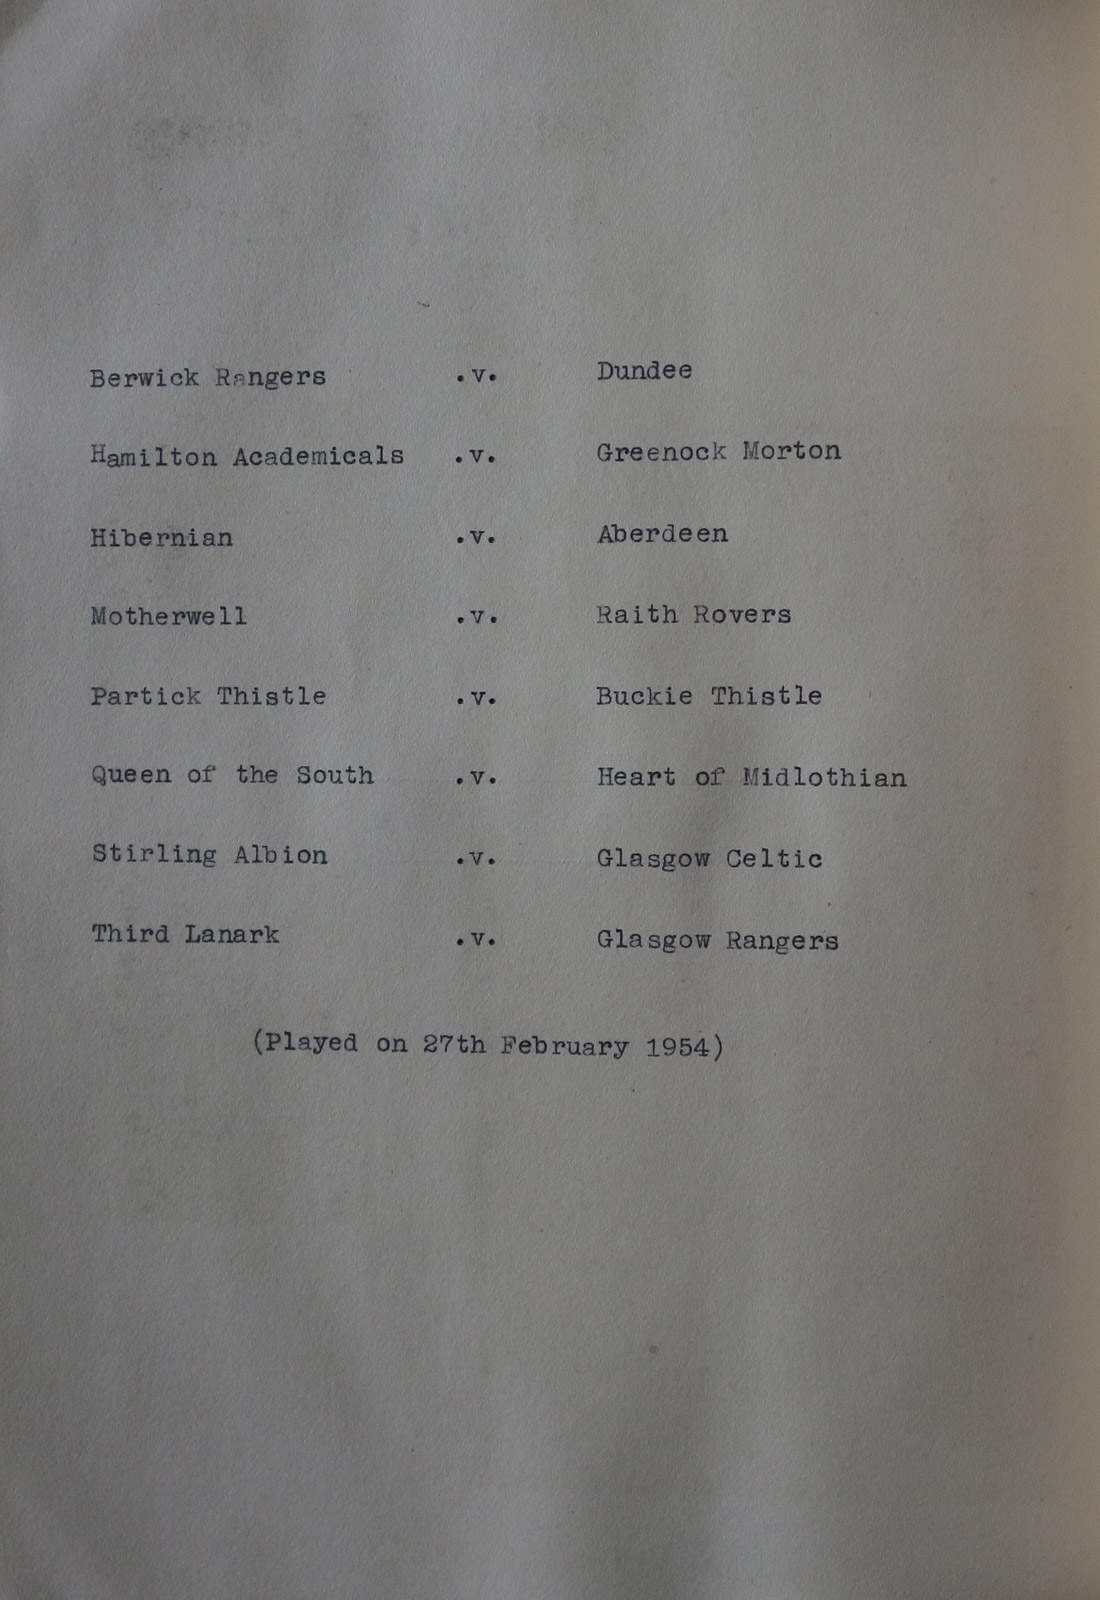 Berwick Rangers .v. Dundee
Hamilton Academicals .v. Greenock Morton
Hibernian .v. Aberdeen
Motherwell .v. Raith Rovers
Partick Thistle .v. Buckie Thistle
Queen of the South .v. Heart of Midlothian
Stirling Albion .v. Glasgow Celtic
Third Lanark .v. Glasgow Rangers
(Played on 27th February 1954)